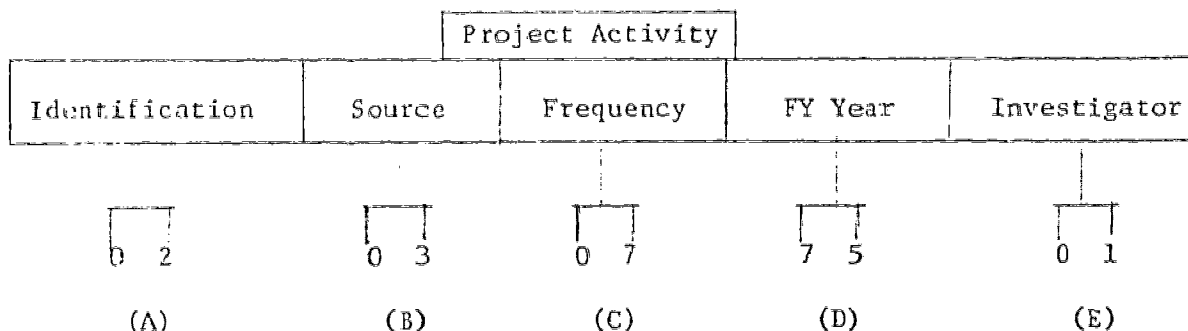 Project Activity
Identification Source Frequency FY Year Investigator
0 2 0 3 0 7 7 5 0 1
(A) (B) (C) (D) (E)